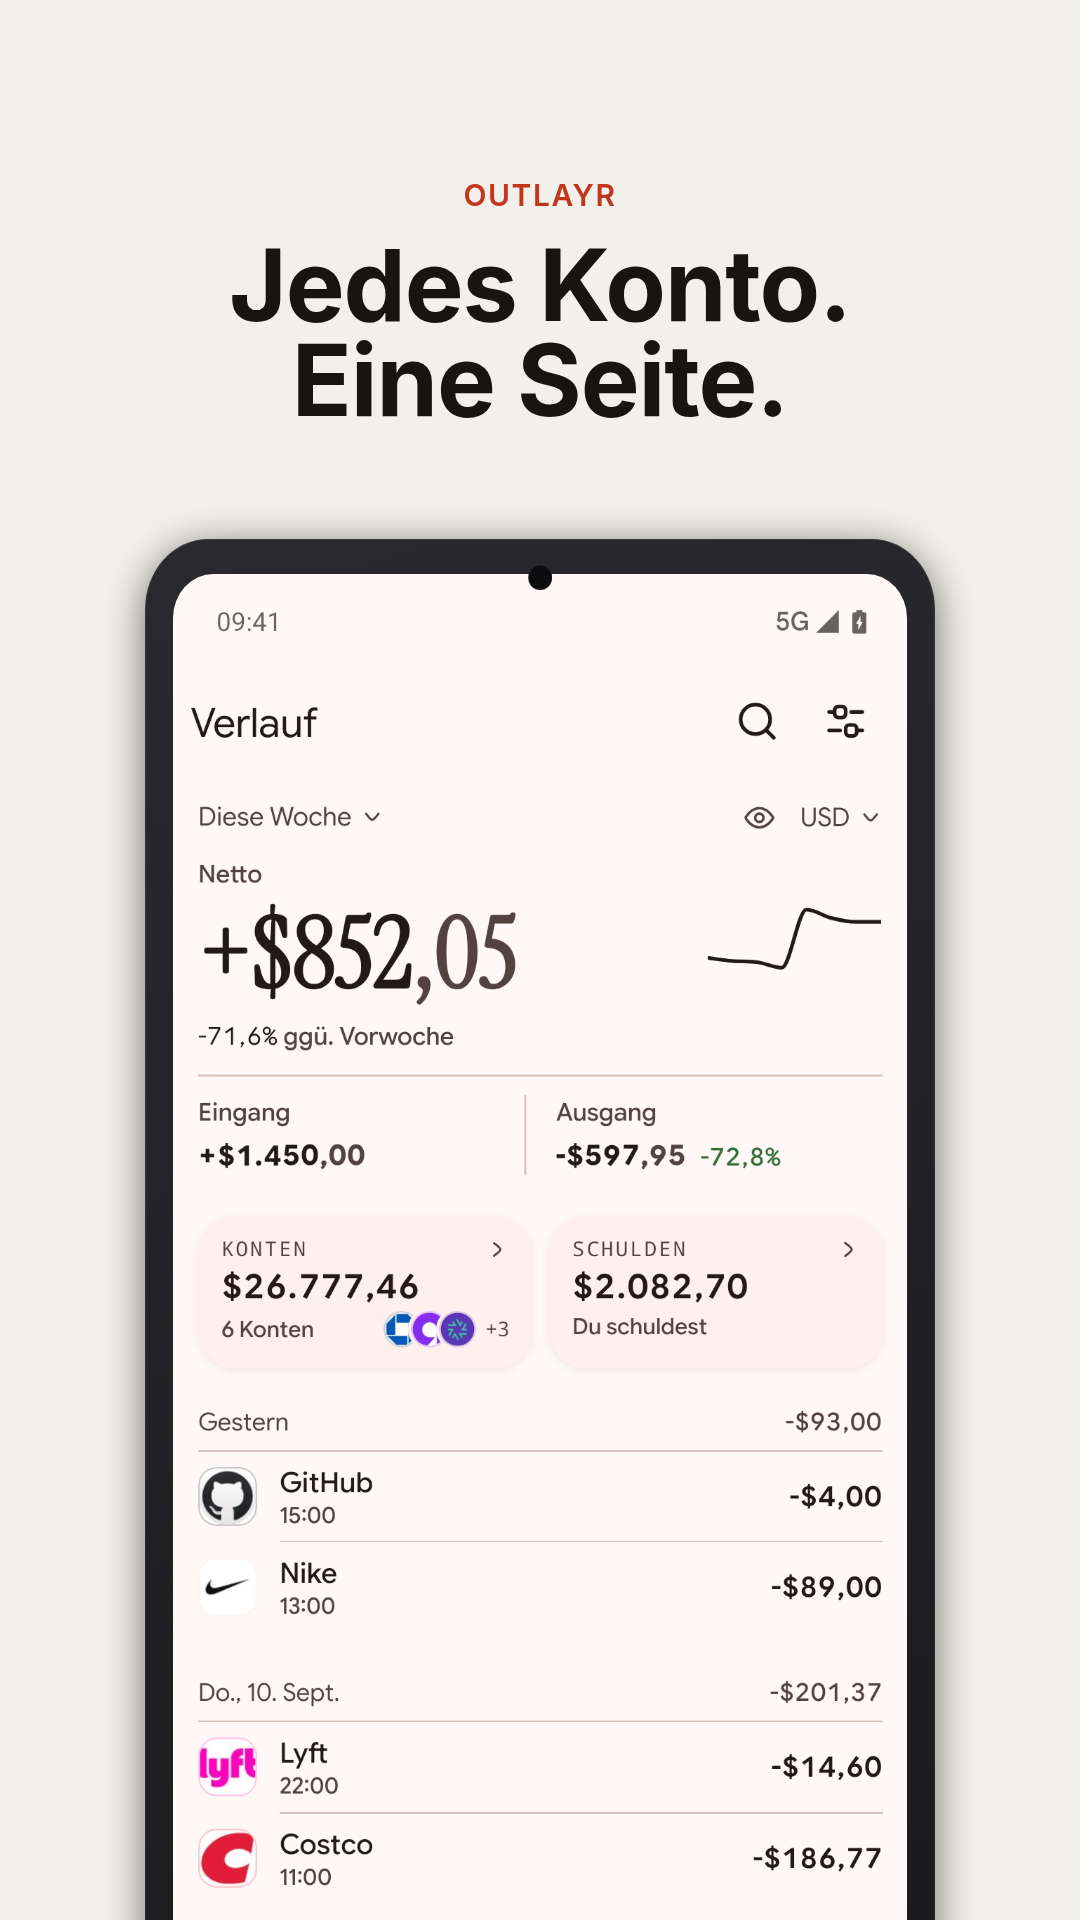 OUTLAYR
Jedes Konto.
Eine Seite.
09:41
5G
Verlauf
Diese Woche
USD
Netto
+$852,05
-71,6% ggü. Vorwoche
Eingang
Ausgang
+$1.450,00
-$597,95 -72,8%
KONTEN
$26.777,46
6 Konten
+3
SCHULDEN
$2.082,70
Du schuldest
Gestern
-$93,00
GitHub
15:00
-$4,00
Nike
13:00
-$89,00
Do., 10. Sept.
-$201,37
lyft
Lyft
22:00
-$14,60
Costco
11:00
-$186,77